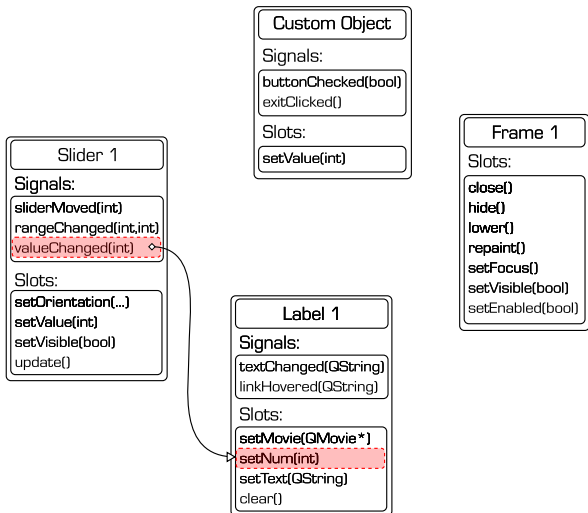 Custom Object
Signals:
buttonChecked(bool)
exitClicked()
Slots:
setValue(int)
Slider 1
Signals:
sliderMoved(int)
rangeChanged(int,int)
valueChanged(int)
Slots:
setOrientation(...)
setValue(int)
setVisible(bool)
update()
Frame 1
Slots:
close()
hide()
lower()
repaint()
setFocus()
setVisible(bool)
setEnabled(bool)
Label 1
Signals:
textChanged(QString)
linkHovered(QString)
Slots:
setMovie(QMovie*)
setNum(int)
setText(QString)
clear()